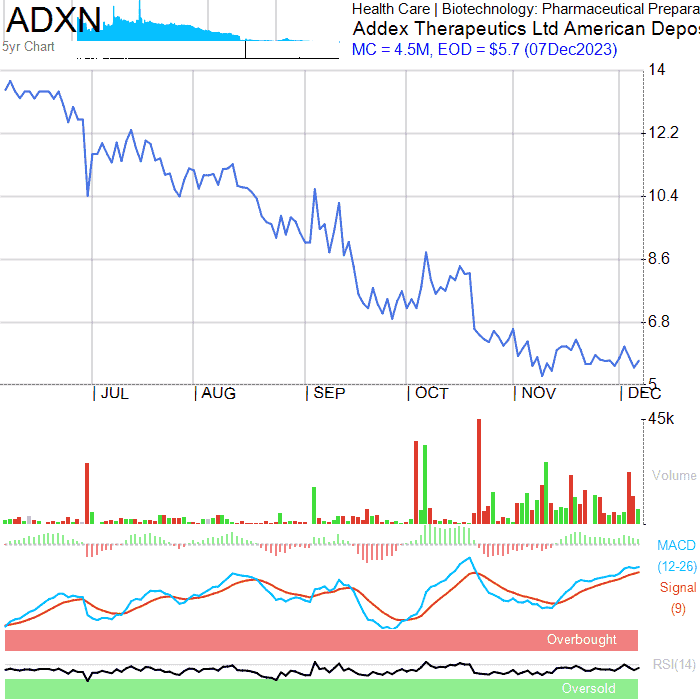 ADXN
5yr Chart
Health Care | Biotechnology: Pharmaceutical Prepara
Addex Therapeutics Ltd American Depos
MC = 4.5M, EOD = $5.7 (07Dec2023)
14
12.2
10.4
8.6
6.8
5
JUL AUG SEP OCT NOV DEC
45k
Volume
MACD
(12-26)
Signal
(9)
Overbought
RSI(14)
Oversold